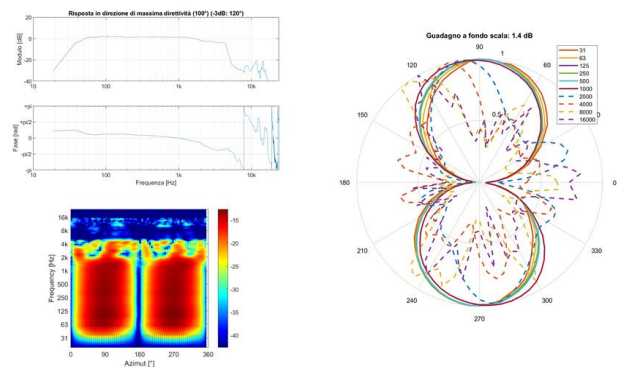 Risposta in direzione di massima direttività (100°) (-3dB: 120°)
20
0
-20
-40
10
100
1k
10k
Modulo [dB]
+pi
+pi/2
0
-pi/2
-pi
10
100
1k
10k
Fase [rad]
Frequenza [Hz]
16k
8k
4k
2k
1k
500
250
125
63
31
Frequency [Hz]
0
90
180
270
360
Azimut [°]
-15
-20
-25
-30
-35
-40
Guadagno a fondo scala: 1.4 dB
90
1
120
60
150
0.5
0
180
0
210
330
240
300
270
31
63
125
250
500
1000
2000
4000
8000
16000